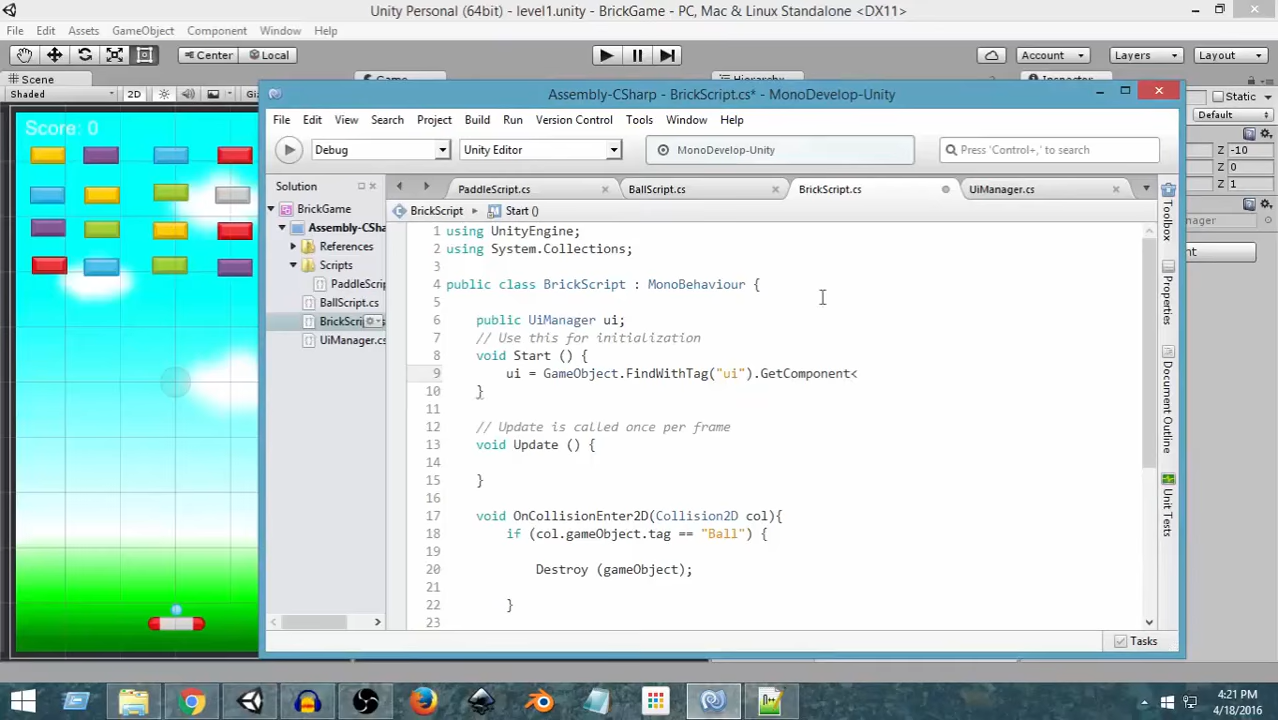 Unity Personal (64bit) - level1.unity - BrickGame - PC, Mac & Linux Standalone <DX11>
File Edit Assets GameObject Component Window Help
Center Local Account Layers Layout
Scene Game Hierarchy Inspector
Shaded 2D Static
Default
Score: 0
Z -10
Z 0
Z 1
Assembly-CSharp - BrickScript.cs* - MonoDevelop-Unity
File Edit View Search Project Build Run Version Control Tools Window Help
Debug Unity Editor MonoDevelop-Unity Press 'Control+,' to search
Solution PaddleScript.cs BallScript.cs BrickScript.cs UiManager.cs
BrickGame BrickScript Start ()
Assembly-CSha
References
Scripts
PaddleScrip
BallScript.cs
BrickScri
UiManager.cs
1 using UnityEngine;
2 using System.Collections;
3
4 public class BrickScript : MonoBehaviour {
5
6 public UiManager ui;
7 // Use this for initialization
8 void Start () {
9 ui = GameObject.FindWithTag("ui").GetComponent<
10 }
11
12 // Update is called once per frame
13 void Update () {
14
15 }
16
17 void OnCollisionEnter2D(Collision2D col){
18 if (col.gameObject.tag == "Ball") {
19
20 Destroy (gameObject);
21
22 }
23
Toolbox
Properties
Document Outline
Unit Tests
Tasks
4:21 PM
4/18/2016